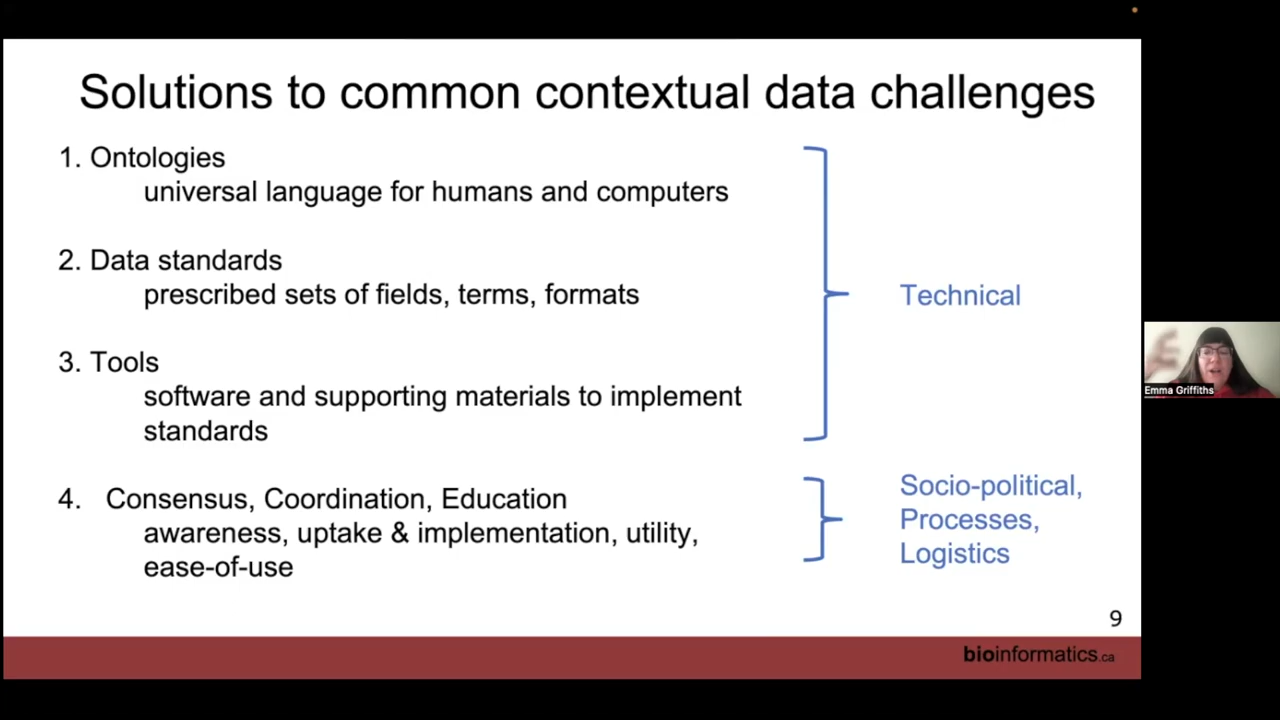 Solutions to common contextual data challenges
1. Ontologies
universal language for humans and computers
2. Data standards
prescribed sets of fields, terms, formats
Technical
3. Tools
software and supporting materials to implement
standards
4. Consensus, Coordination, Education
awareness, uptake & implementation, utility,
ease-of-use
Socio-political,
Processes,
Logistics
9
bioinformatics.ca
Emma Griffiths